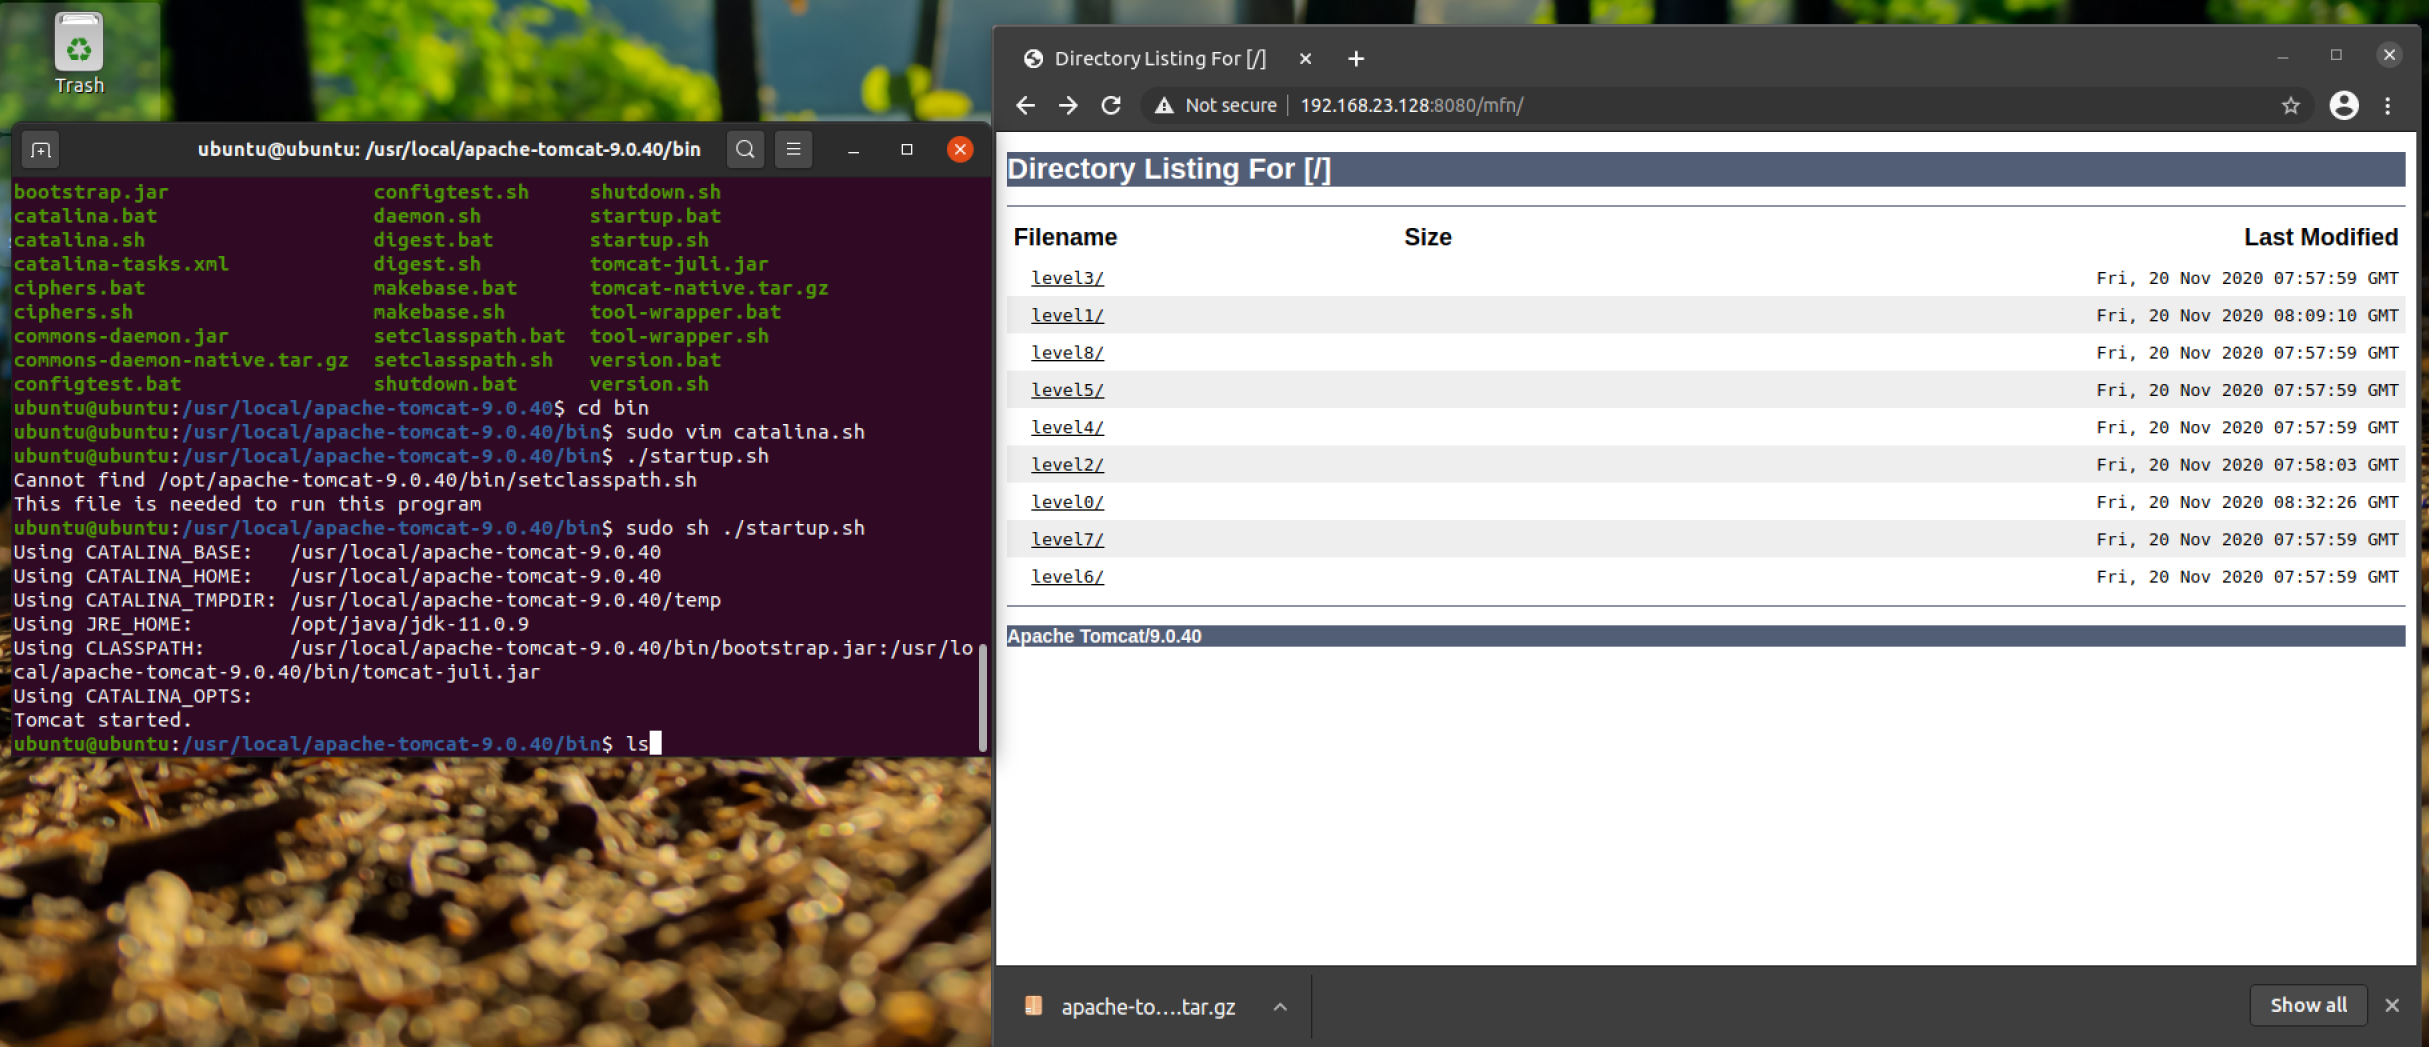 Trash
ubuntu@ubuntu: /usr/local/apache-tomcat-9.0.40/bin
bootstrap.jar configtest.sh shutdown.sh
catalina.bat daemon.sh startup.bat
catalina.sh digest.bat startup.sh
catalina-tasks.xml digest.sh tomcat-juli.jar
ciphers.bat makebase.bat tomcat-native.tar.gz
ciphers.sh makebase.sh tool-wrapper.bat
commons-daemon.jar setclasspath.bat tool-wrapper.sh
commons-daemon-native.tar.gz setclasspath.sh version.bat
configtest.bat shutdown.bat version.sh
ubuntu@ubuntu:/usr/local/apache-tomcat-9.0.40$ cd bin
ubuntu@ubuntu:/usr/local/apache-tomcat-9.0.40/bin$ sudo vim catalina.sh
ubuntu@ubuntu:/usr/local/apache-tomcat-9.0.40/bin$ ./startup.sh
Cannot find /opt/apache-tomcat-9.0.40/bin/setclasspath.sh
This file is needed to run this program
ubuntu@ubuntu:/usr/local/apache-tomcat-9.0.40/bin$ sudo sh ./startup.sh
Using CATALINA_BASE: /usr/local/apache-tomcat-9.0.40
Using CATALINA_HOME: /usr/local/apache-tomcat-9.0.40
Using CATALINA_TMPDIR: /usr/local/apache-tomcat-9.0.40/temp
Using JRE_HOME: /opt/java/jdk-11.0.9
Using CLASSPATH: /usr/local/apache-tomcat-9.0.40/bin/bootstrap.jar:/usr/lo
cal/apache-tomcat-9.0.40/bin/tomcat-juli.jar
Using CATALINA_OPTS:
Tomcat started.
ubuntu@ubuntu:/usr/local/apache-tomcat-9.0.40/bin$ ls
Directory Listing For [/]
Not secure 192.168.23.128:8080/mfn/
Directory Listing For [/]
Filename Size Last Modified
level3/ Fri, 20 Nov 2020 07:57:59 GMT
level1/ Fri, 20 Nov 2020 08:09:10 GMT
level8/ Fri, 20 Nov 2020 07:57:59 GMT
level5/ Fri, 20 Nov 2020 07:57:59 GMT
level4/ Fri, 20 Nov 2020 07:57:59 GMT
level2/ Fri, 20 Nov 2020 07:58:03 GMT
level0/ Fri, 20 Nov 2020 08:32:26 GMT
level7/ Fri, 20 Nov 2020 07:57:59 GMT
level6/ Fri, 20 Nov 2020 07:57:59 GMT
Apache Tomcat/9.0.40
apache-to....tar.gz
Show all